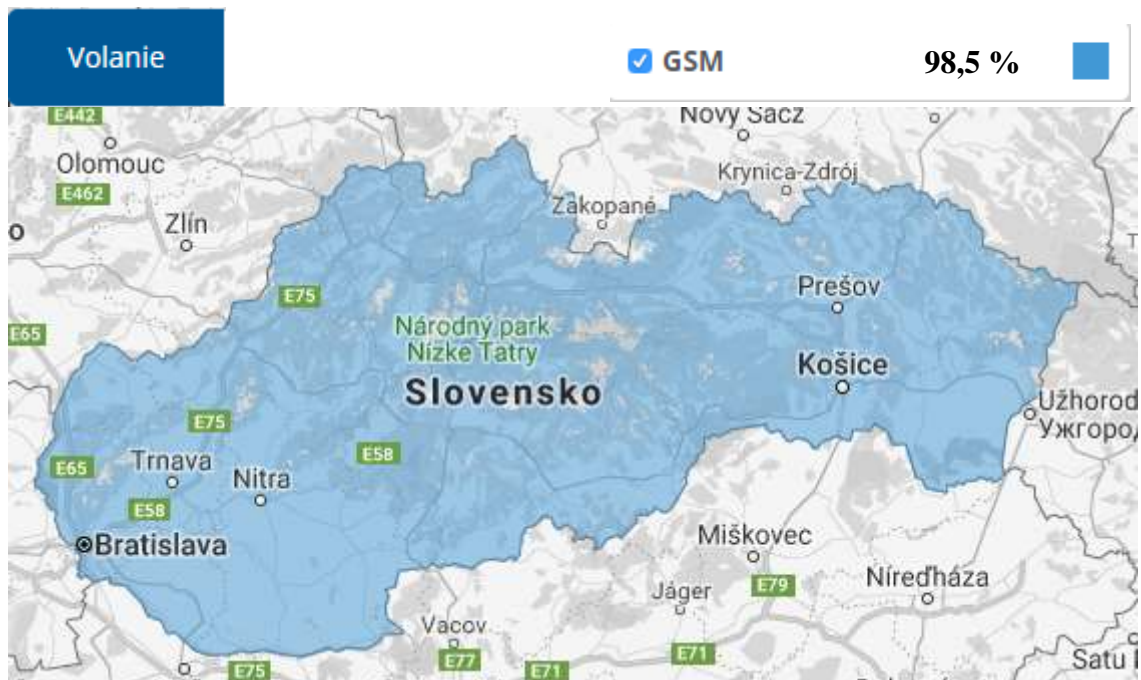 Volanie
GSM 98,5 %
E442
Nový Sącz
Olomouc
Krynica-Zdrój
E462
Zakopané
Zlín
E75
Prešov
Národný park
Nízke Tatry
E65
Košice
Slovensko
Užhorod
Ужгород
E75
E58
E65
Trnava
Nitra
E58
Bratislava
Miškovec
E79
Níreďháza
Jáger
Vacov
E77
E71
E71
E75
Satu